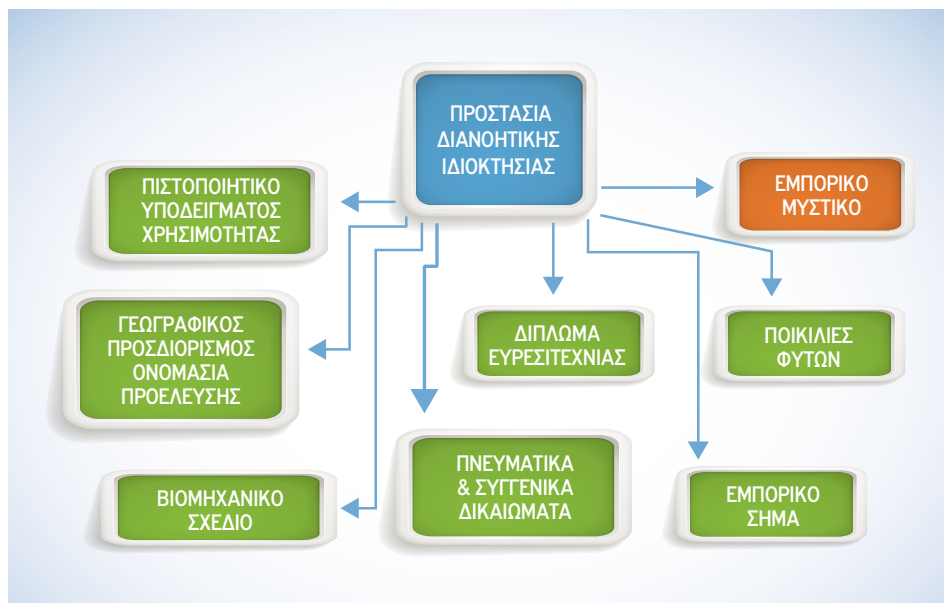 ΠΡΟΣΤΑΣΙΑ
ΔΙΑΝΟΗΤΙΚΗΣ
ΙΔΙΟΚΤΗΣΙΑΣ
ΠΙΣΤΟΠΟΙΗΤΙΚΟ
ΥΠΟΔΕΙΓΜΑΤΟΣ
ΧΡΗΣΙΜΟΤΗΤΑΣ
ΕΜΠΟΡΙΚΟ
ΜΥΣΤΙΚΟ
ΓΕΩΓΡΑΦΙΚΟΣ
ΠΡΟΣΔΙΟΡΙΣΜΟΣ
ΟΝΟΜΑΣΙΑ
ΠΡΟΕΛΕΥΣΗΣ
ΔΙΠΛΩΜΑ
ΕΥΡΕΣΙΤΕΧΝΙΑΣ
ΠΟΙΚΙΛΙΕΣ
ΦΥΤΩΝ
ΒΙΟΜΗΧΑΝΙΚΟ
ΣΧΕΔΙΟ
ΠΝΕΥΜΑΤΙΚΑ
& ΣΥΓΓΕΝΙΚΑ
ΔΙΚΑΙΩΜΑΤΑ
ΕΜΠΟΡΙΚΟ
ΣΗΜΑ